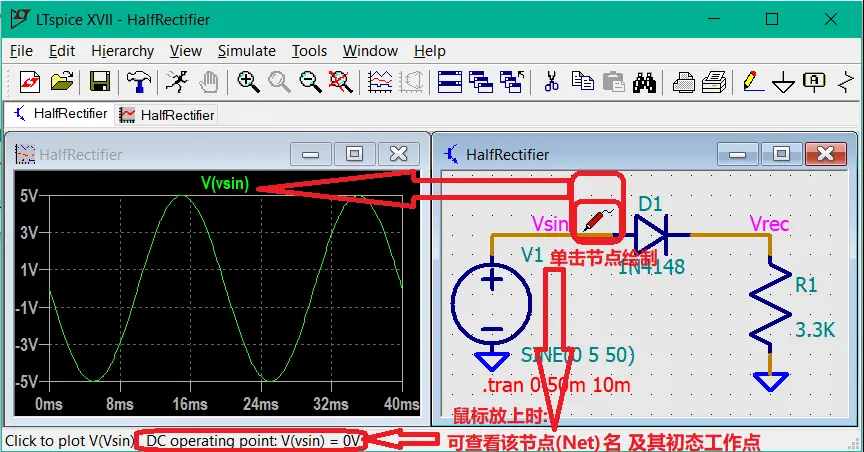 LTspice XVII - HalfRectifier
File Edit Hierarchy View Simulate Tools Window Help
HalfRectifier HalfRectifier
HalfRectifier
V(vsin)
5V
3V
1V
-1V
-3V
-5V
0ms 8ms 16ms 24ms 32ms 40ms
HalfRectifier
D1
Vsin
Vrec
V1
单击节点绘制
1N4148
R1
3.3K
SINE(0 5 50)
.tran 0 50m 10m
鼠标放上时:
可查看该节点(Net)名 及其初态工作点
Click to plot V(Vsin) DC operating point: V(vsin) = 0V